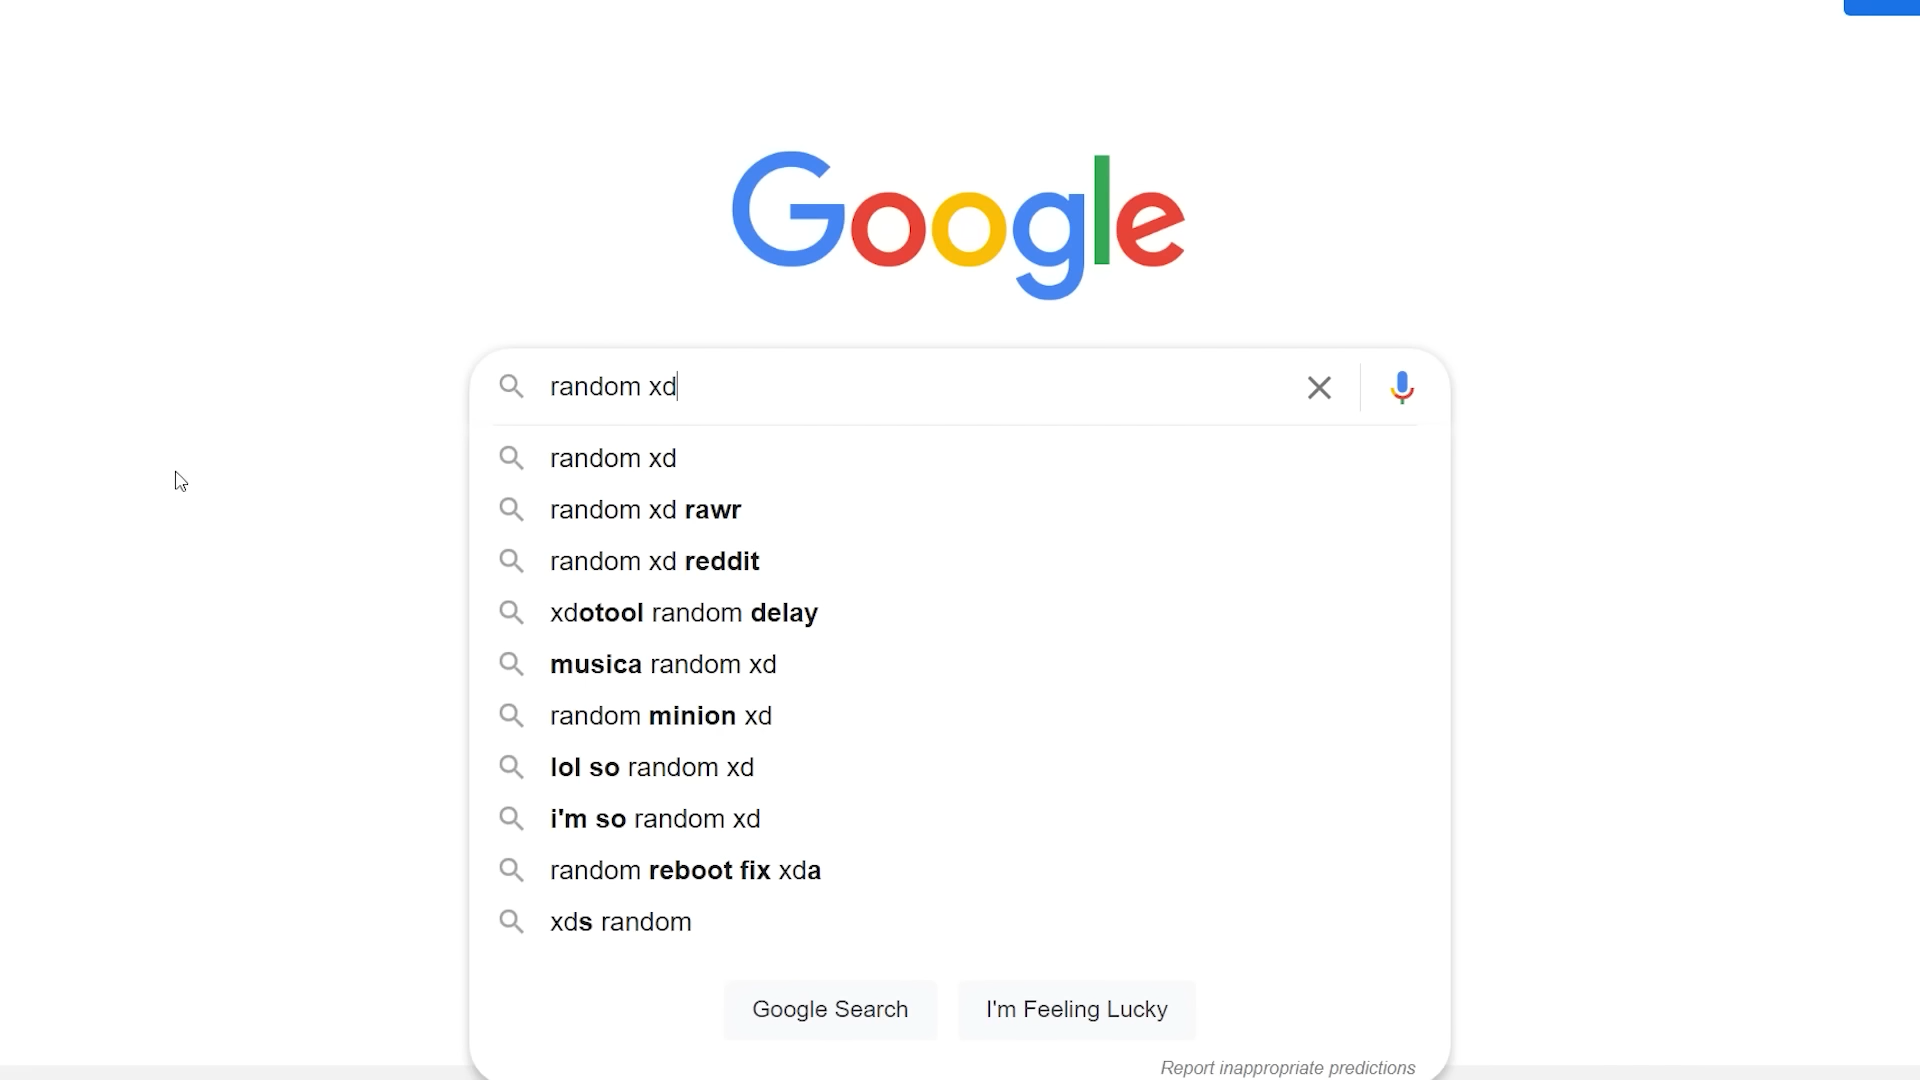 Google
random xd
random xd
random xd rawr
random xd reddit
xdotool random delay
musica random xd
random minion xd
lol so random xd
i'm so random xd
random reboot fix xda
xds random
Google Search
I'm Feeling Lucky
Report inappropriate predictions